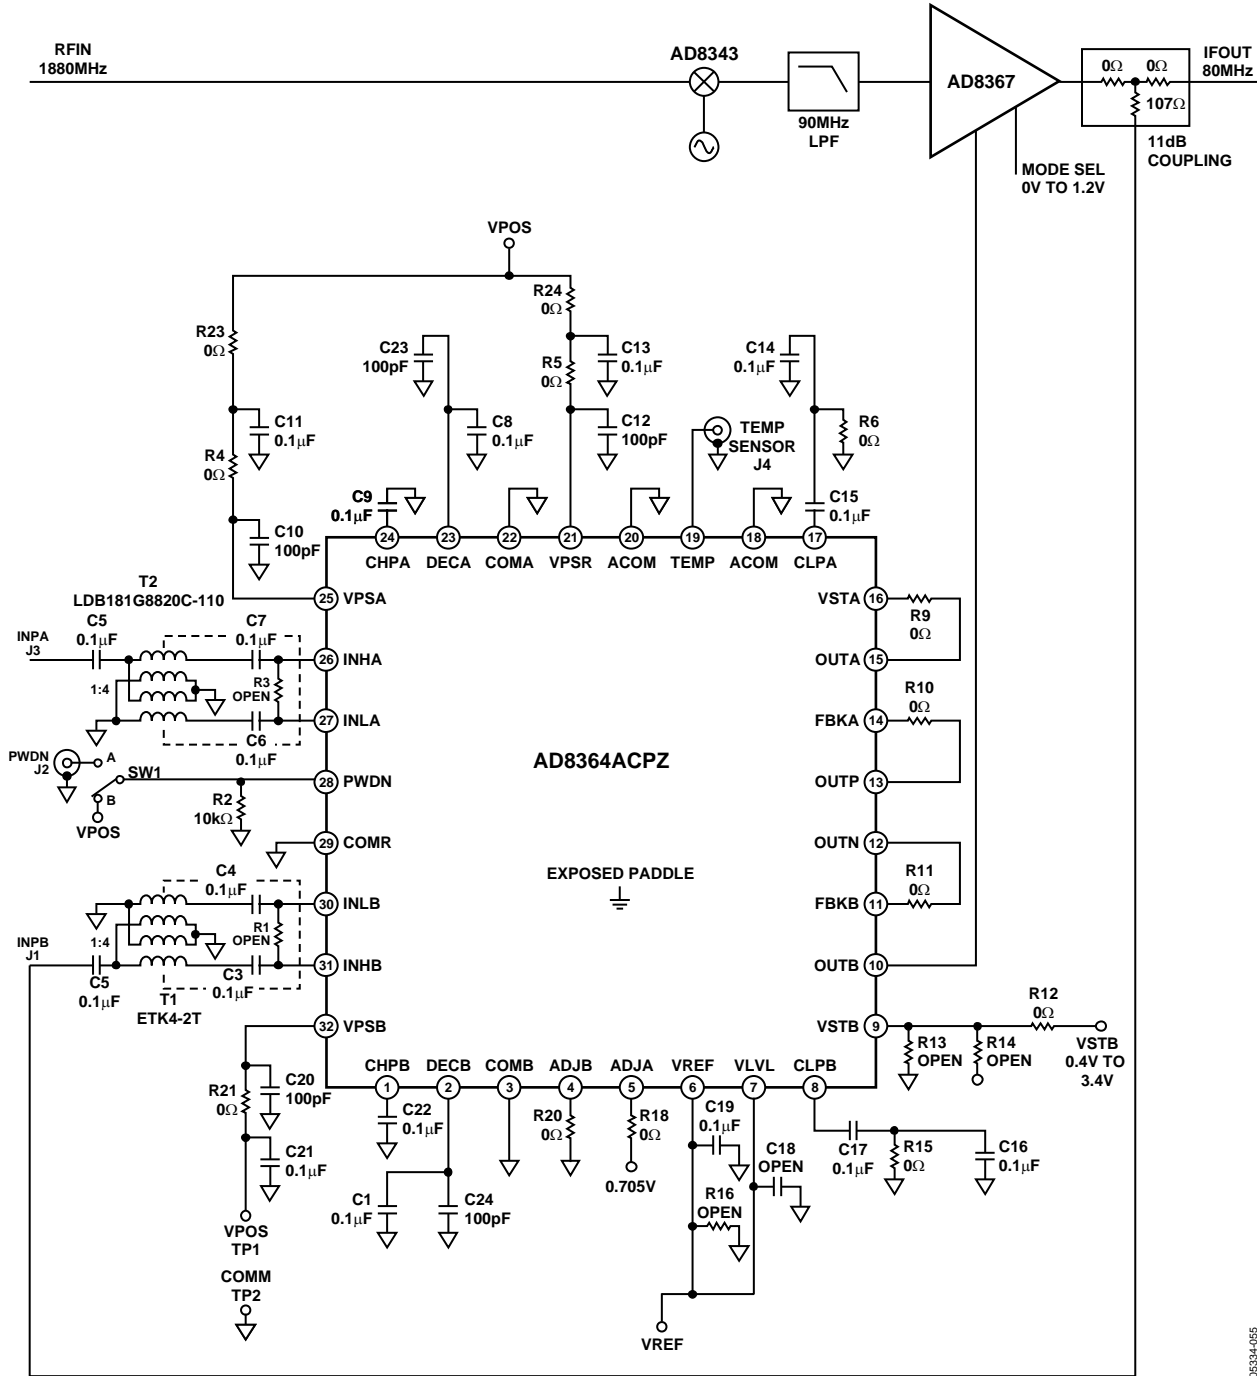 RFIN
1880MHz
AD8343
90MHz
LPF
AD8367
MODE SEL
0V TO 1.2V
0Ω
0Ω
107Ω
11dB
COUPLING
IFOUT
80MHz
VPOS
R23
0Ω
C11
0.1μF
R4
0Ω
C10
100pF
C23
100pF
C8
0.1μF
C9
0.1μF
R24
0Ω
C13
0.1μF
R5
0Ω
C12
100pF
TEMP
SENSOR
J4
C14
0.1μF
R6
0Ω
C15
0.1μF
24
23
22
21
20
19
18
17
CHPA
DECA
COMA
VPSR
ACOM
TEMP
ACOM
CLPA
T2
LDB181G8820C-110
INPA
J3
C5
0.1μF
C7
0.1μF
1:4
R3
OPEN
C6
0.1μF
PWDN
J2
A
SW1
B
VPOS
R2
10kΩ
C4
0.1μF
INPB
J1
1:4
R1
OPEN
C5
0.1μF
C3
0.1μF
T1
ETK4-2T
25 VPSA
26 INHA
27 INLA
28 PWDN
29 COMR
30 INLB
31 INHB
32 VPSB
AD8364ACPZ
EXPOSED PADDLE
VSTA 16
R9
0Ω
OUTA 15
R10
0Ω
FBKA 14
OUTP 13
OUTN 12
R11
0Ω
FBKB 11
OUTB 10
VSTB 9
R12
0Ω
R13
OPEN
R14
OPEN
VSTB
0.4V TO
3.4V
CHPB
DECB
COMB
ADJB
ADJA
VREF
VLVL
CLPB
1
2
3
4
5
6
7
8
R21
0Ω
C20
100pF
C21
0.1μF
VPOS
TP1
COMM
TP2
C22
0.1μF
C1
0.1μF
C24
100pF
R20
0Ω
R18
0Ω
0.705V
C19
0.1μF
R16
OPEN
C18
OPEN
VREF
C17
0.1μF
R15
0Ω
C16
0.1μF
05334-055